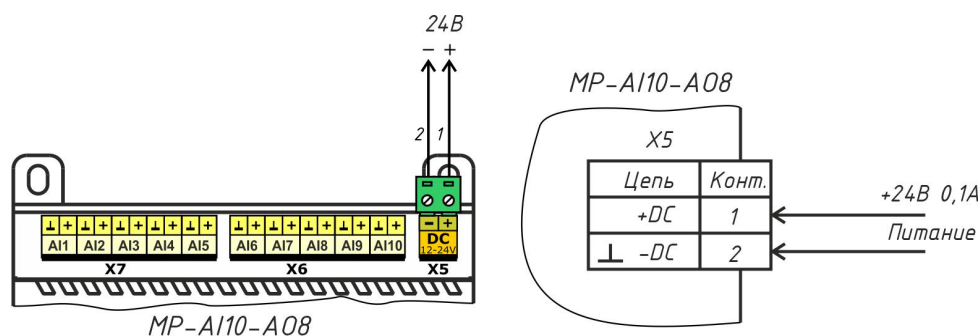 24В
− +
2 1
⊥ + ⊥ + ⊥ + ⊥ + ⊥ +
AI1 AI2 AI3 AI4 AI5
X7
⊥ + ⊥ + ⊥ + ⊥ + ⊥ +
AI6 AI7 AI8 AI9 AI10
X6
− +
DC
12-24V
X5
MP-AI10-AO8
MP-AI10-AO8
X5
Цепь Конт.
+DC 1
⊥ -DC 2
+24В 0,1А
Питание